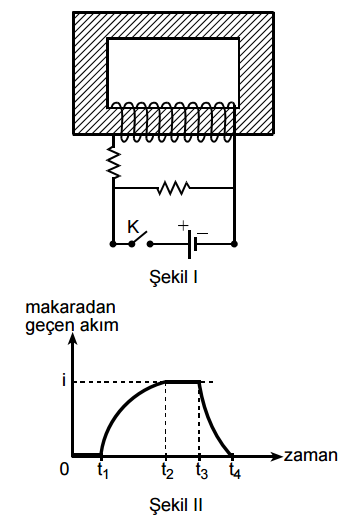 K
+ −
Şekil I
makaradan
geçen akım
i
0 t₁ t₂ t₃ t₄ zaman
Şekil II